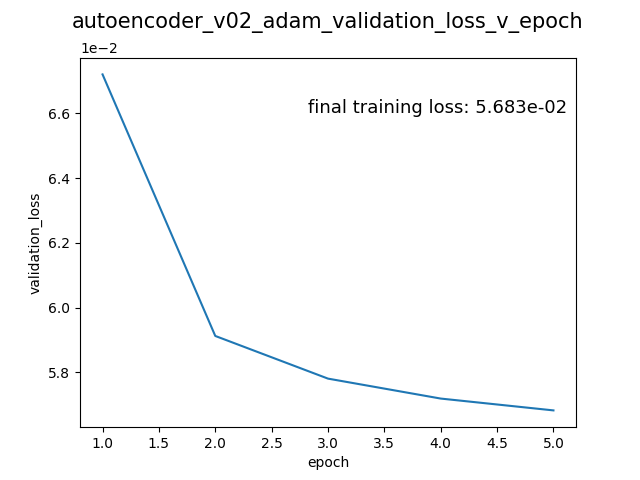 autoencoder_v02_adam_validation_loss_v_epoch
1e−2
final training loss: 5.683e-02
6.6
6.4
6.2
6.0
5.8
validation_loss
1.0 1.5 2.0 2.5 3.0 3.5 4.0 4.5 5.0
epoch